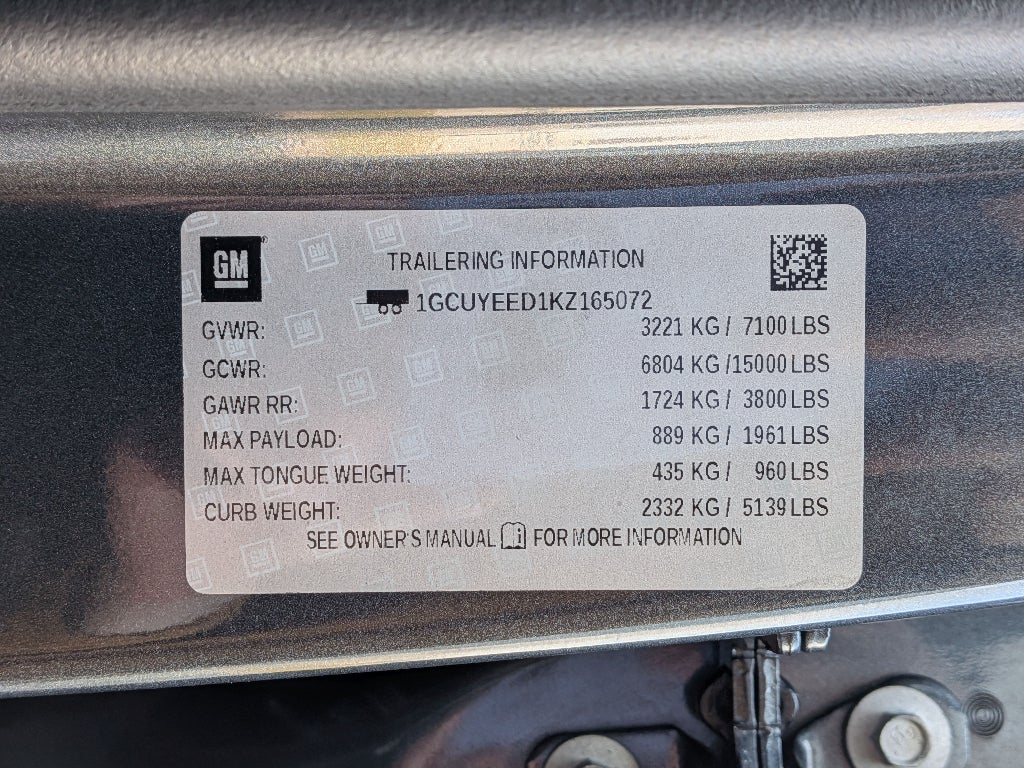 GM
TRAILERING INFORMATION
1GCUYEED1KZ165072
GVWR: 3221 KG / 7100 LBS
GCWR: 6804 KG /15000 LBS
GAWR RR: 1724 KG / 3800 LBS
MAX PAYLOAD: 889 KG / 1961 LBS
MAX TONGUE WEIGHT: 435 KG / 960 LBS
CURB WEIGHT: 2332 KG / 5139 LBS
SEE OWNER'S MANUAL FOR MORE INFORMATION